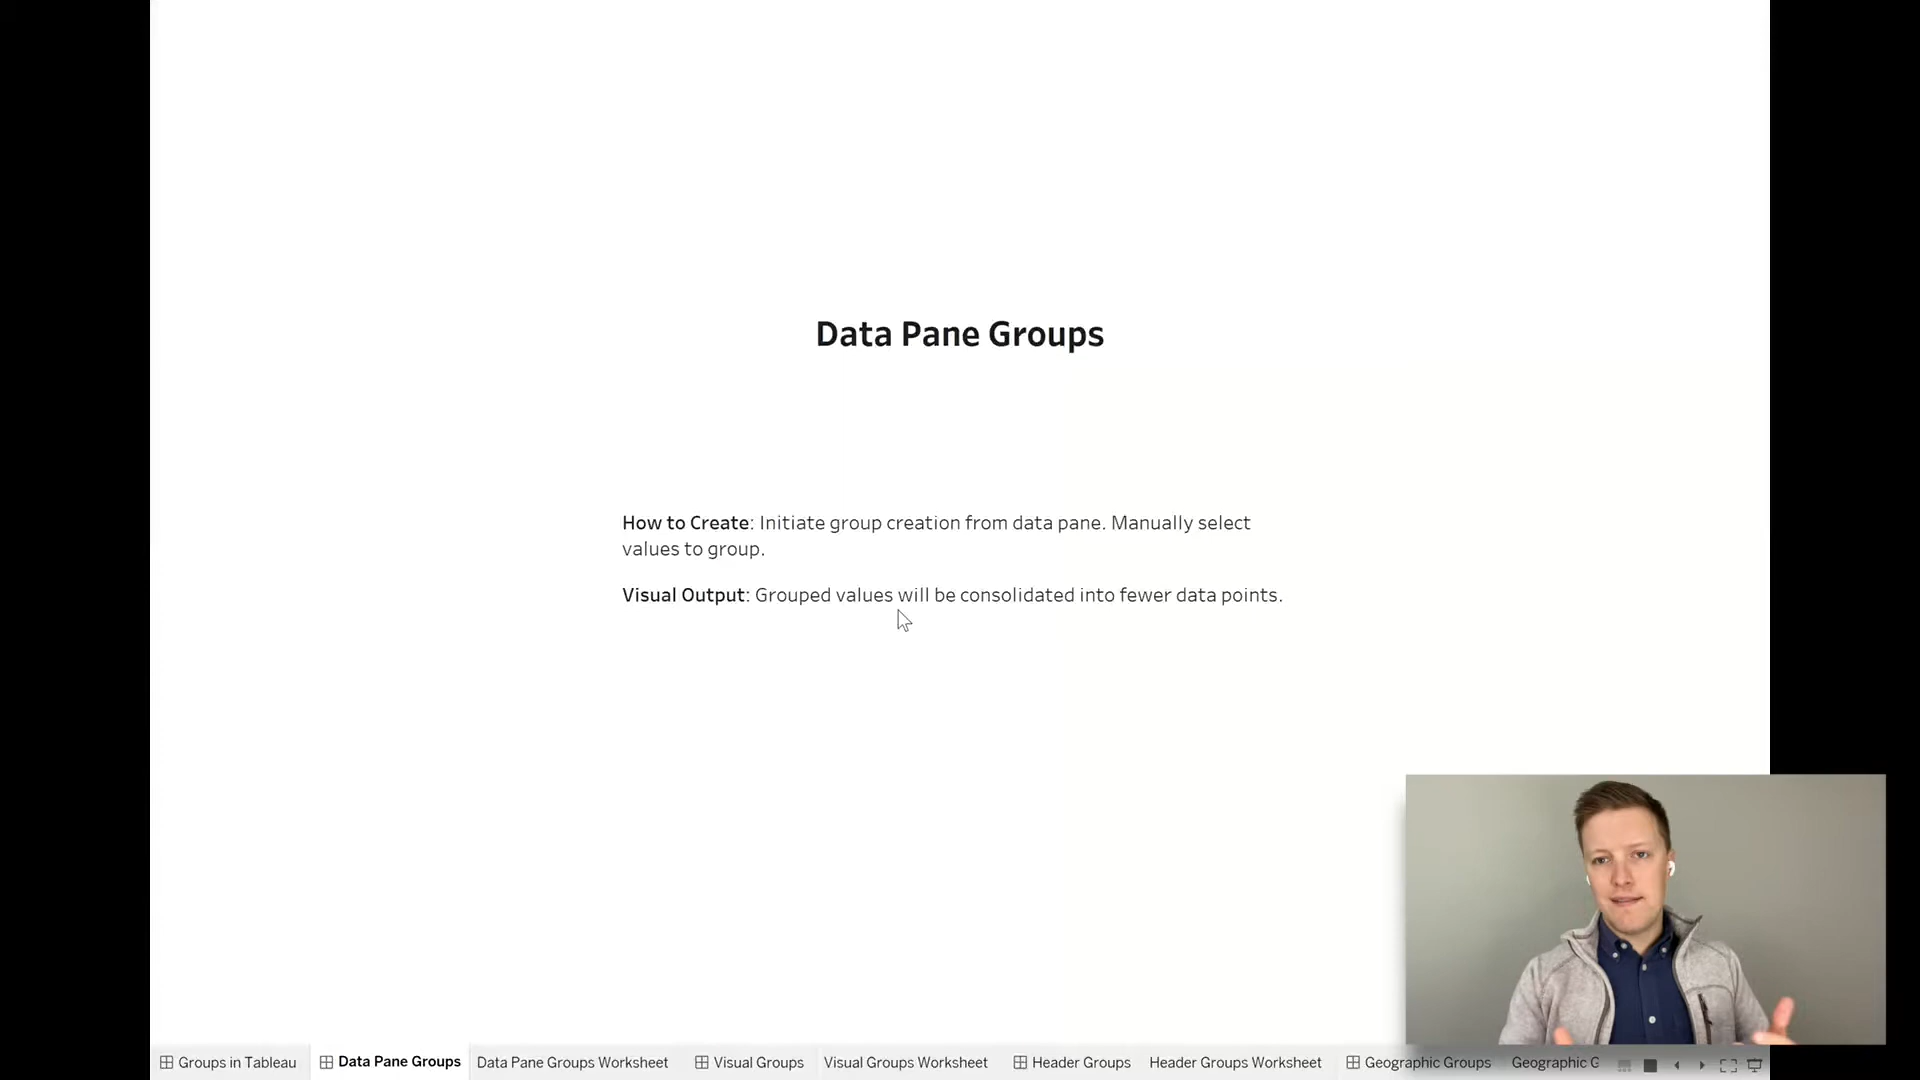 Data Pane Groups
How to Create: Initiate group creation from data pane. Manually select
values to group.
Visual Output: Grouped values will be consolidated into fewer data points.
Groups in Tableau
Data Pane Groups
Data Pane Groups Worksheet
Visual Groups
Visual Groups Worksheet
Header Groups
Header Groups Worksheet
Geographic Groups
Geographic G